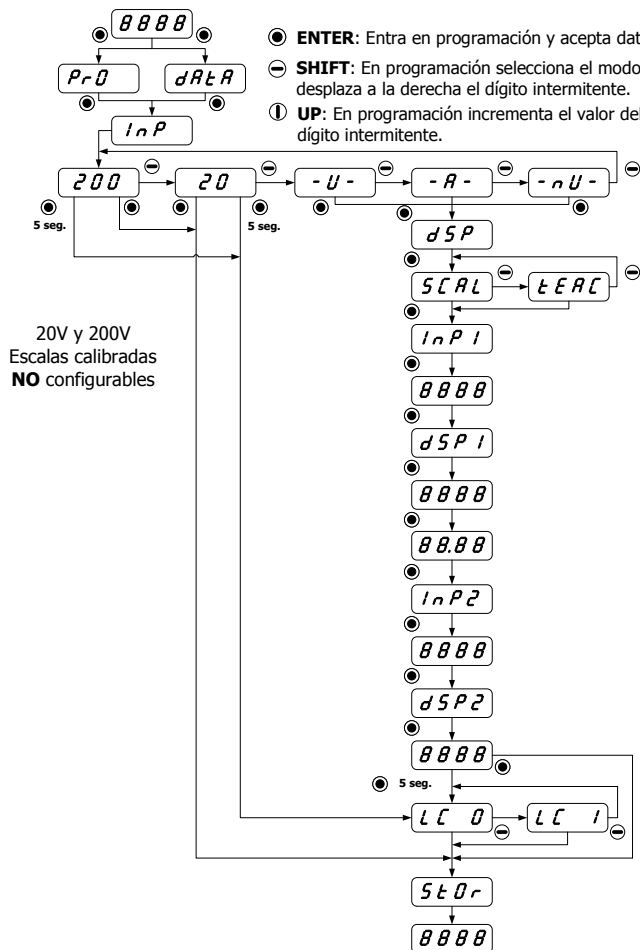 8888
ENTER: Entra en programación y acepta dat
SHIFT: En programación selecciona el modo
desplaza a la derecha el dígito intermitente.
UP: En programación incrementa el valor del
dígito intermitente.
Pr0 dAtA
InP
200 20 -U- -A- -nU-
5 seg. 5 seg.
dSP
SCAL tEAC
20V y 200V
Escalas calibradas
NO configurables
InP1
8888
dSP1
8888
88.88
InP2
8888
dSP2
8888
5 seg.
LC 0 LC 1
St0r
8888